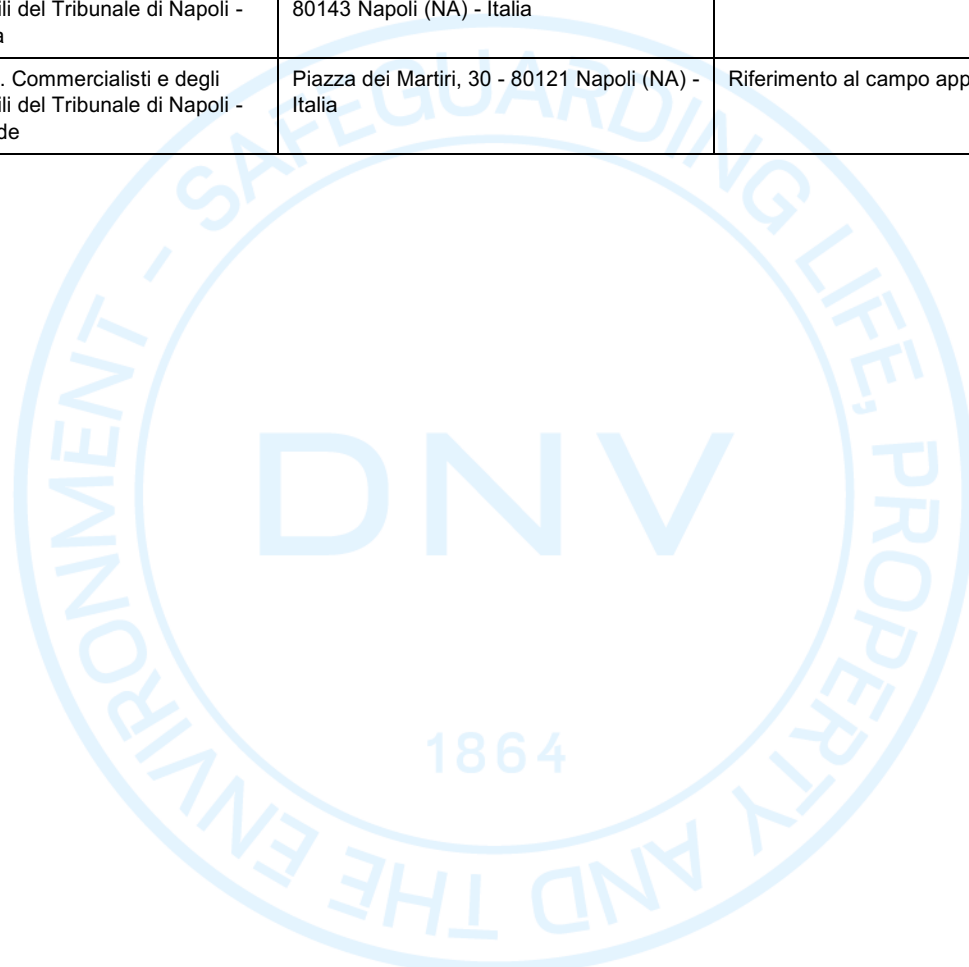 ili del Tribunale di Napoli -
80143 Napoli (NA) - Italia
a
. Commercialisti e degli
ili del Tribunale di Napoli -
de
Piazza dei Martiri, 30 - 80121 Napoli (NA) -
Italia
Riferimento al campo app
SAFEGUARDING LIFE, PROPERTY AND THE ENVIRONMENT -
DNV
1864